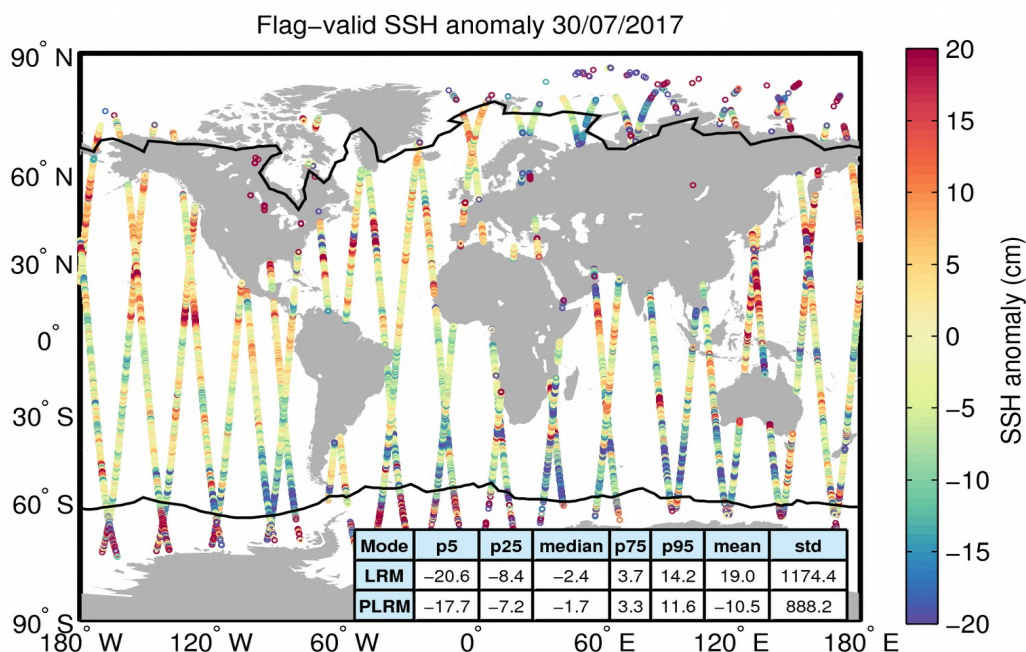 Flag−valid SSH anomaly 30/07/2017
90° N
60° N
30° N
0°
30° S
60° S
90° S
180° W
120° W
60° W
0°
60° E
120° E
180° E
20
15
10
5
0
−5
−10
−15
−20
SSH anomaly (cm)
Mode p5 p25 median p75 p95 mean std
LRM −20.6 −8.4 −2.4 3.7 14.2 19.0 1174.4
PLRM −17.7 −7.2 −1.7 3.3 11.6 −10.5 888.2